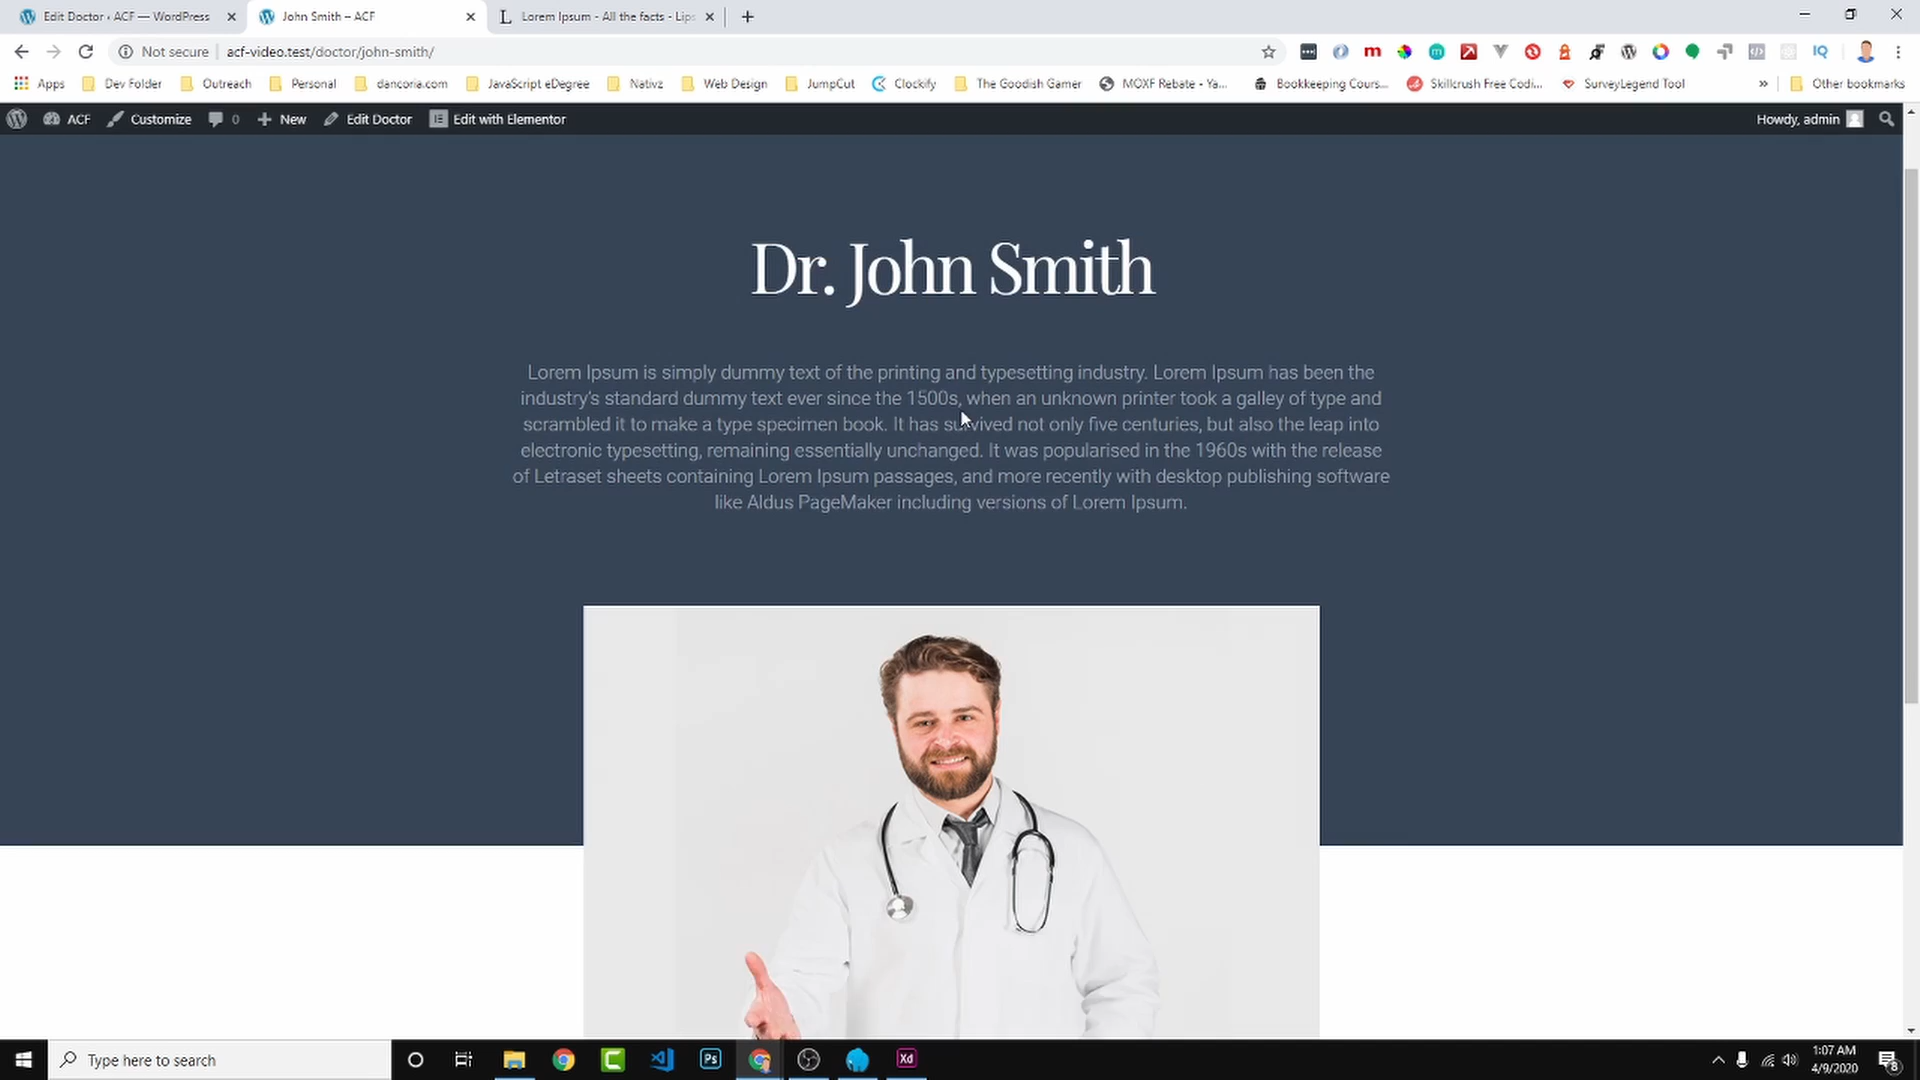 Edit Doctor ‹ ACF — WordPress
John Smith – ACF
Lorem Ipsum - All the facts - Lips
Not secure
acf-video.test/doctor/john-smith/
Apps
Dev Folder
Outreach
Personal
dancoria.com
JavaScript eDegree
Nativz
Web Design
JumpCut
Clockify
The Goodish Gamer
MOXF Rebate - Ya...
Bookkeeping Cours...
Skillcrush Free Codi...
SurveyLegend Tool
»
Other bookmarks
ACF
Customize
0
New
Edit Doctor
Edit with Elementor
Howdy, admin
Dr. John Smith
Lorem Ipsum is simply dummy text of the printing and typesetting industry. Lorem Ipsum has been the
industry's standard dummy text ever since the 1500s, when an unknown printer took a galley of type and
scrambled it to make a type specimen book. It has survived not only five centuries, but also the leap into
electronic typesetting, remaining essentially unchanged. It was popularised in the 1960s with the release
of Letraset sheets containing Lorem Ipsum passages, and more recently with desktop publishing software
like Aldus PageMaker including versions of Lorem Ipsum.
Type here to search
Ps
Xd
1:07 AM
4/9/2020
8